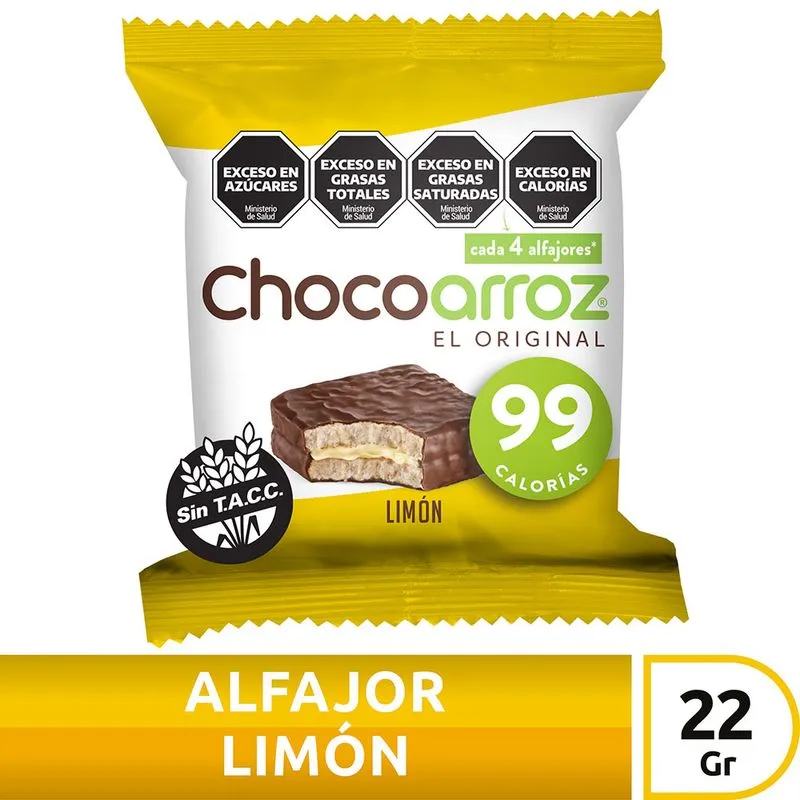 EXCESO EN
AZÚCARES
Ministerio
de Salud
EXCESO EN
GRASAS
TOTALES
Ministerio
de Salud
EXCESO EN
GRASAS
SATURADAS
Ministerio
de Salud
EXCESO EN
CALORÍAS
Ministerio
de Salud
cada 4 alfajores*
Chocoarroz®
EL ORIGINAL
99
CALORÍAS
Sin T.A.C.C.
LIMÓN
ALFAJOR
LIMÓN
22
Gr